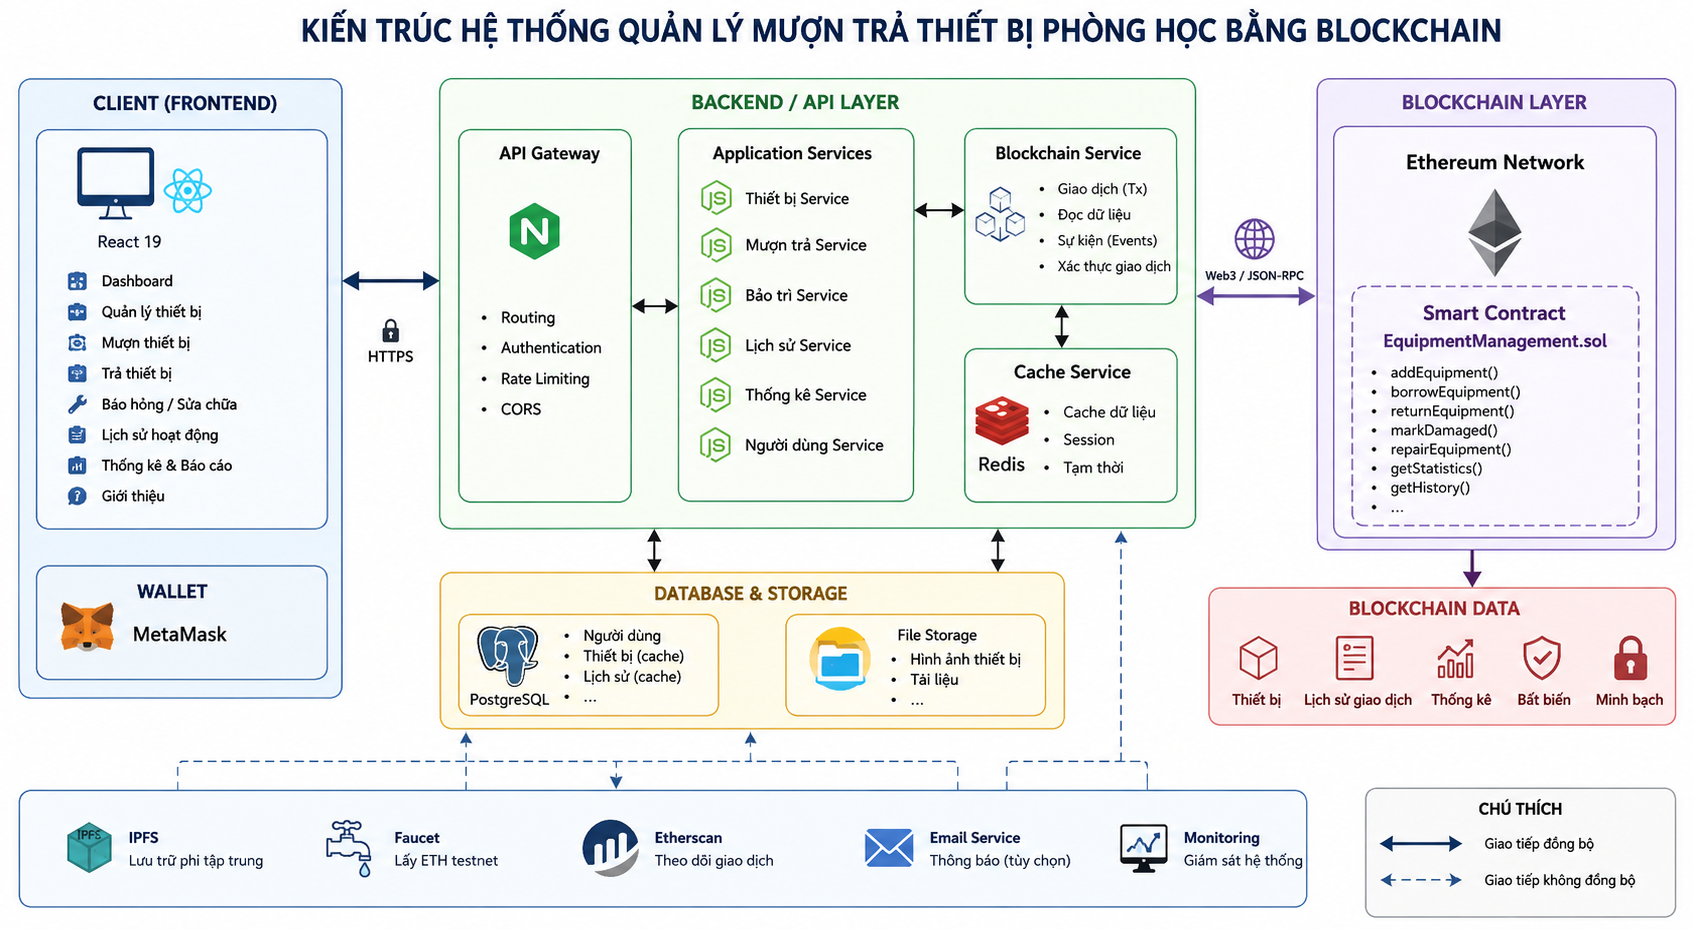 KIẾN TRÚC HỆ THỐNG QUẢN LÝ MƯỢN TRẢ THIẾT BỊ PHÒNG HỌC BẰNG BLOCKCHAIN
CLIENT (FRONTEND)
React 19
Dashboard
Quản lý thiết bị
Mượn thiết bị
Trả thiết bị
Báo hỏng / Sửa chữa
Lịch sử hoạt động
Thống kê & Báo cáo
Giới thiệu
WALLET
MetaMask
HTTPS
BACKEND / API LAYER
API Gateway
N
• Routing
• Authentication
• Rate Limiting
• CORS
Application Services
JS Thiết bị Service
JS Mượn trả Service
JS Bảo trì Service
JS Lịch sử Service
JS Thống kê Service
JS Người dùng Service
Blockchain Service
• Giao dịch (Tx)
• Đọc dữ liệu
• Sự kiện (Events)
• Xác thực giao dịch
Cache Service
Redis
• Cache dữ liệu
• Session
• Tạm thời
Web3 / JSON-RPC
BLOCKCHAIN LAYER
Ethereum Network
Smart Contract
EquipmentManagement.sol
• addEquipment()
• borrowEquipment()
• returnEquipment()
• markDamaged()
• repairEquipment()
• getStatistics()
• getHistory()
• ...
DATABASE & STORAGE
PostgreSQL
• Người dùng
• Thiết bị (cache)
• Lịch sử (cache)
• ...
File Storage
• Hình ảnh thiết bị
• Tài liệu
• ...
BLOCKCHAIN DATA
Thiết bị
Lịch sử giao dịch
Thống kê
Bất biến
Minh bạch
IPFS
IPFS
Lưu trữ phi tập trung
Faucet
Lấy ETH testnet
Etherscan
Theo dõi giao dịch
Email Service
Thông báo (tùy chọn)
Monitoring
Giám sát hệ thống
CHÚ THÍCH
Giao tiếp đồng bộ
Giao tiếp không đồng bộ